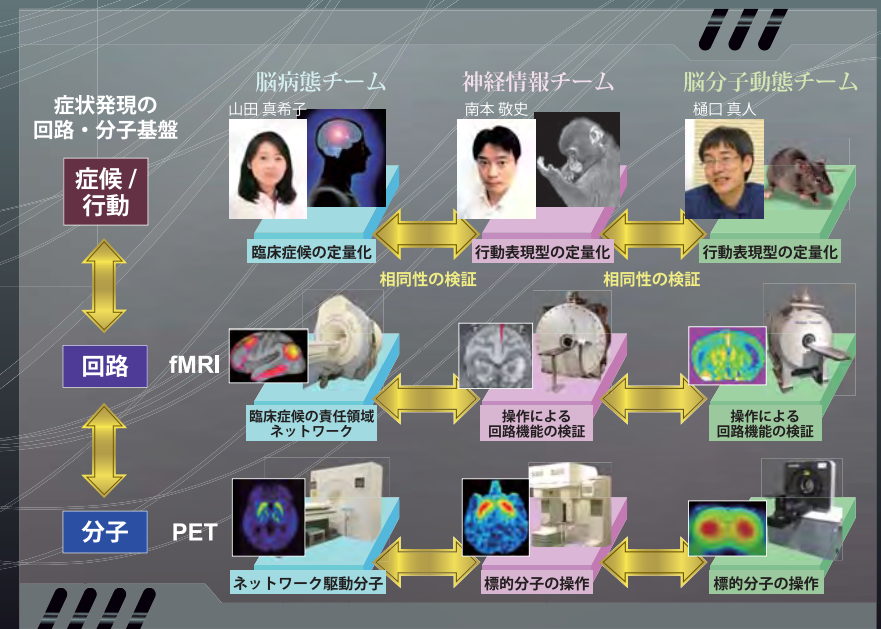 脳病態チーム
神経情報チーム
脳分子動態チーム
山田 真希子
南本 敬史
樋口 真人
症状発現の
回路・分子基盤
症候 /
行動
臨床症候の定量化
行動表現型の定量化
行動表現型の定量化
相同性の検証
相同性の検証
回路
fMRI
臨床症候の責任領域
ネットワーク
操作による
回路機能の検証
操作による
回路機能の検証
分子
PET
ネットワーク駆動分子
標的分子の操作
標的分子の操作